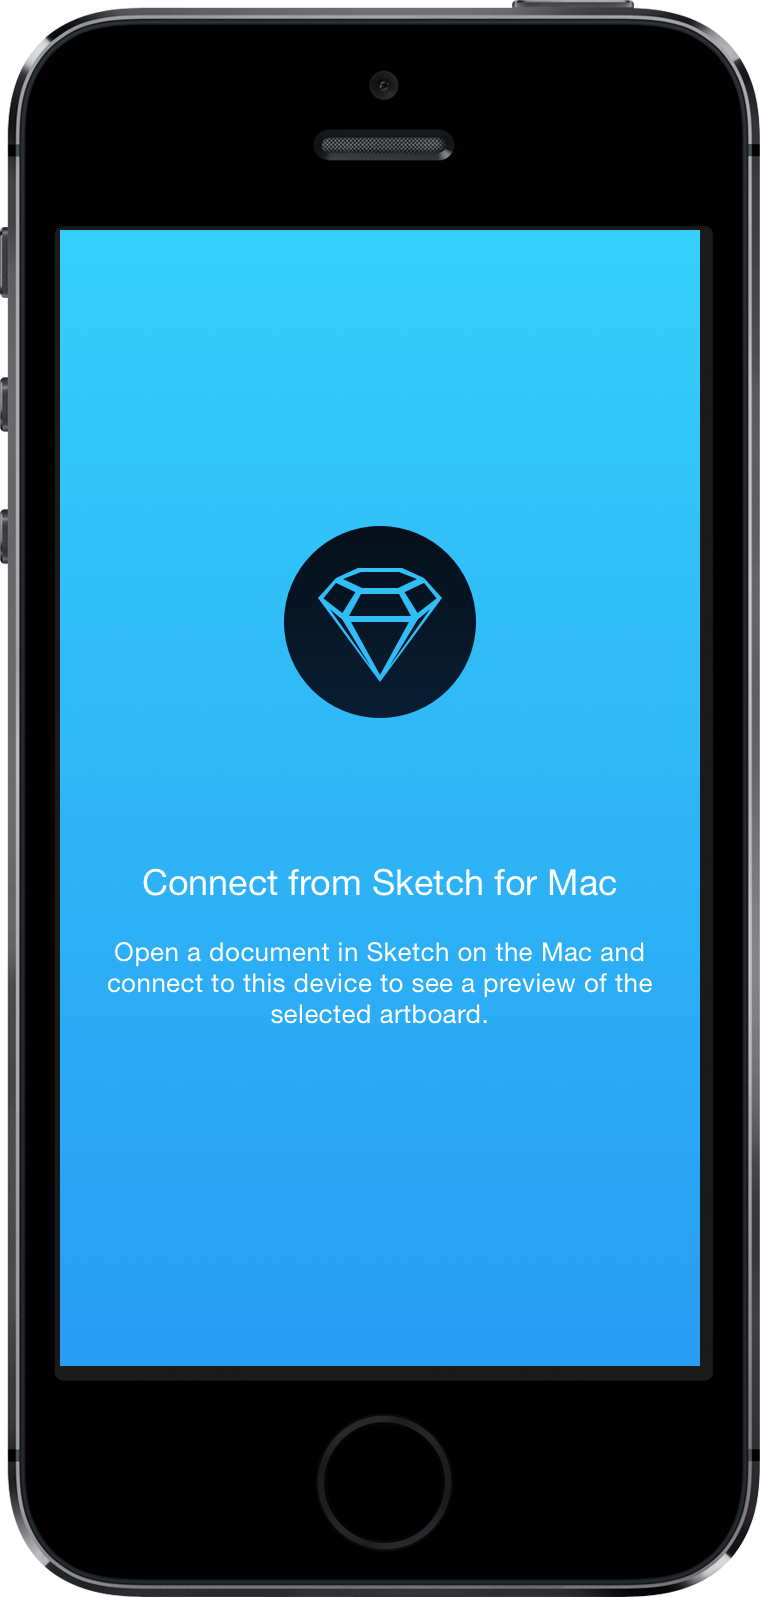 Connect from Sketch for Mac
Open a document in Sketch on the Mac and
connect to this device to see a preview of the
selected artboard.